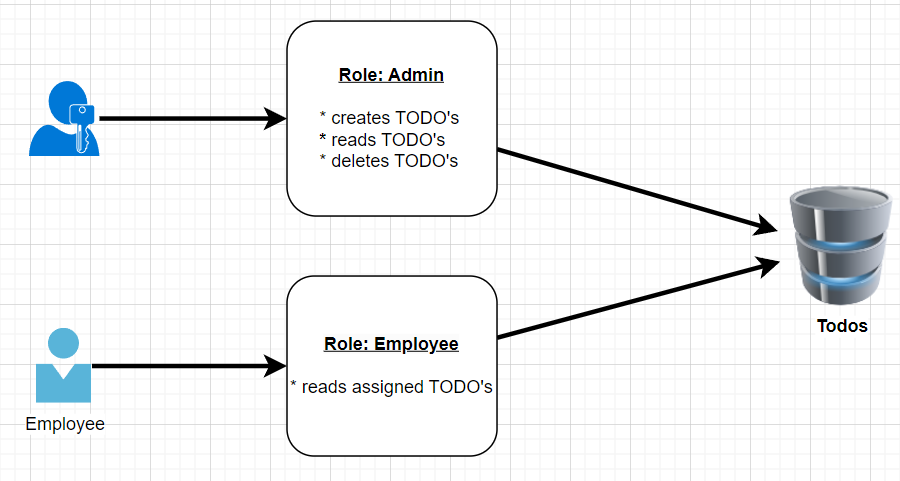 Role: Admin
* creates TODO's
* reads TODO's
* deletes TODO's
Todos
Role: Employee
* reads assigned TODO's
Employee